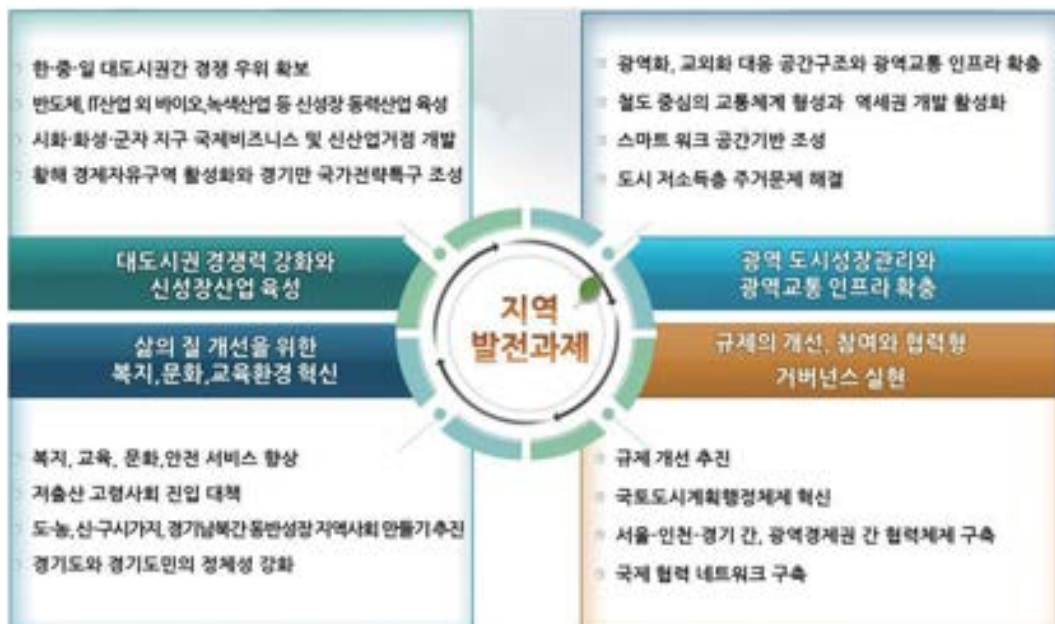 한·중·일 대도시권간 경쟁 우위 확보
반도체, IT산업 외 바이오,녹색산업 등 신성장 동력산업 육성
시화·화성·군자 지구 국제비즈니스 및 신산업거점 개발
황해 경제자유구역 활성화와 경기만 국가전략특구 조성
대도시권 경쟁력 강화와
신성장산업 육성
광역화, 교외화 대응 공간구조와 광역교통 인프라 확충
철도 중심의 교통체계 형성과 역세권 개발 활성화
스마트 워크 공간기반 조성
도시 저소득층 주거문제 해결
광역 도시성장관리와
광역교통 인프라 확충
지역
발전과제
삶의 질 개선을 위한
복지,문화,교육환경 혁신
복지, 교육, 문화,안전 서비스 향상
저출산 고령사회 진입 대책
도·농, 신·구시가지, 경기남북간 동반성장 지역사회 만들기 추진
경기도와 경기도민의 정체성 강화
규제의 개선, 참여와 협력형
거버넌스 실현
규제 개선 추진
국토도시계획행정체제 혁신
서울·인천·경기 간, 광역경제권 간 협력체제 구축
국제 협력 네트워크 구축